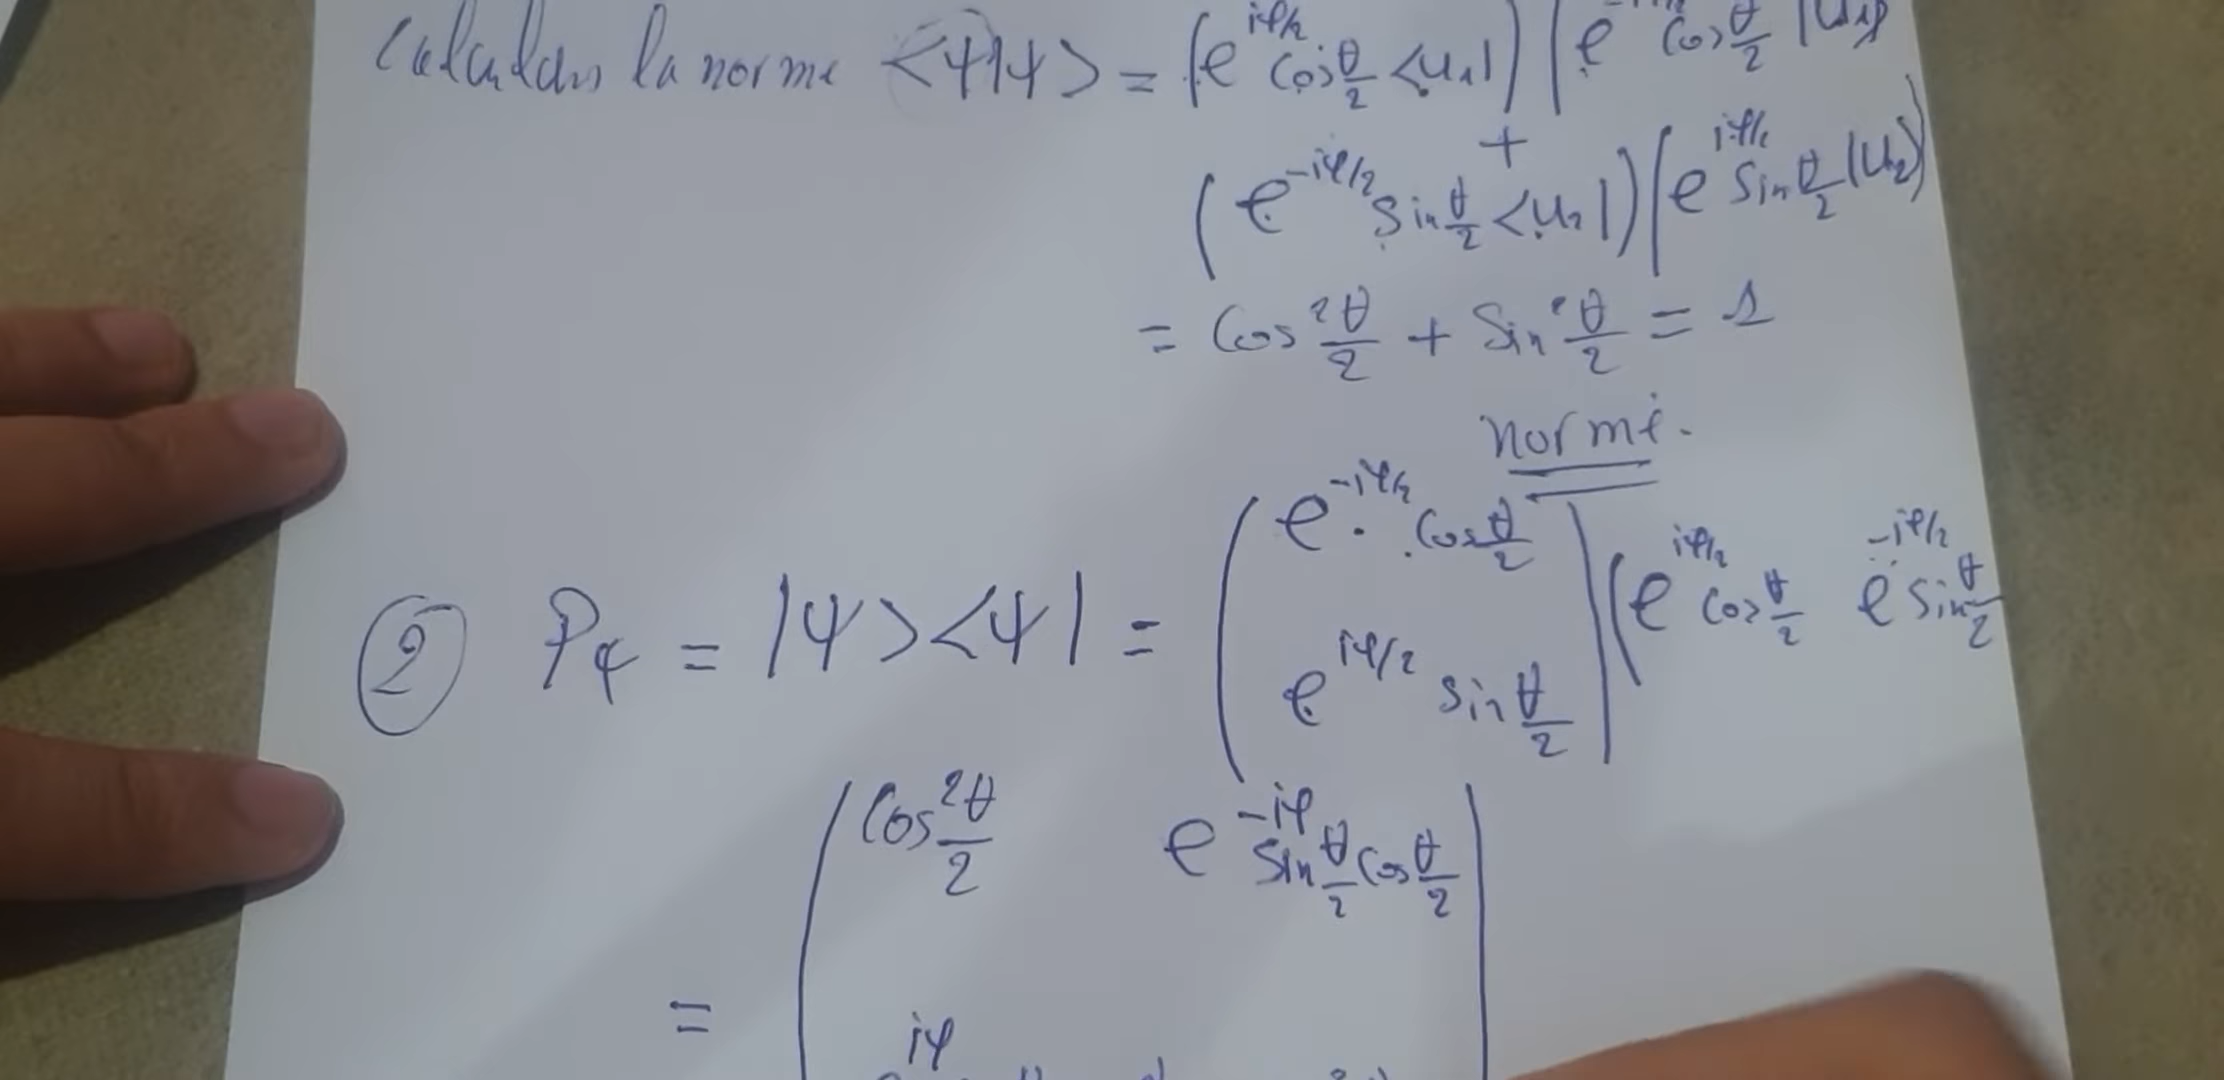 Calculons la norme <ψ|ψ> = (e^{iφ/2} cos θ/2 <u₁|) (e cos θ/2 |u₁>)
+
(e^{-iφ/2} sin θ/2 <u₂|) (e^{iφ/2} sin θ/2 |u₂>)
= Cos² θ/2 + Sin² θ/2 = 1
normé.
② P_ψ = |ψ><ψ| = ( e^{-iφ/2} cos θ/2 ; e^{iφ/2} sin θ/2 ) ( e^{iφ/2} cos θ/2   e^{-iφ/2} sin θ/2
= ( Cos² θ/2   e^{-iφ} sin θ/2 cos θ/2
iφ